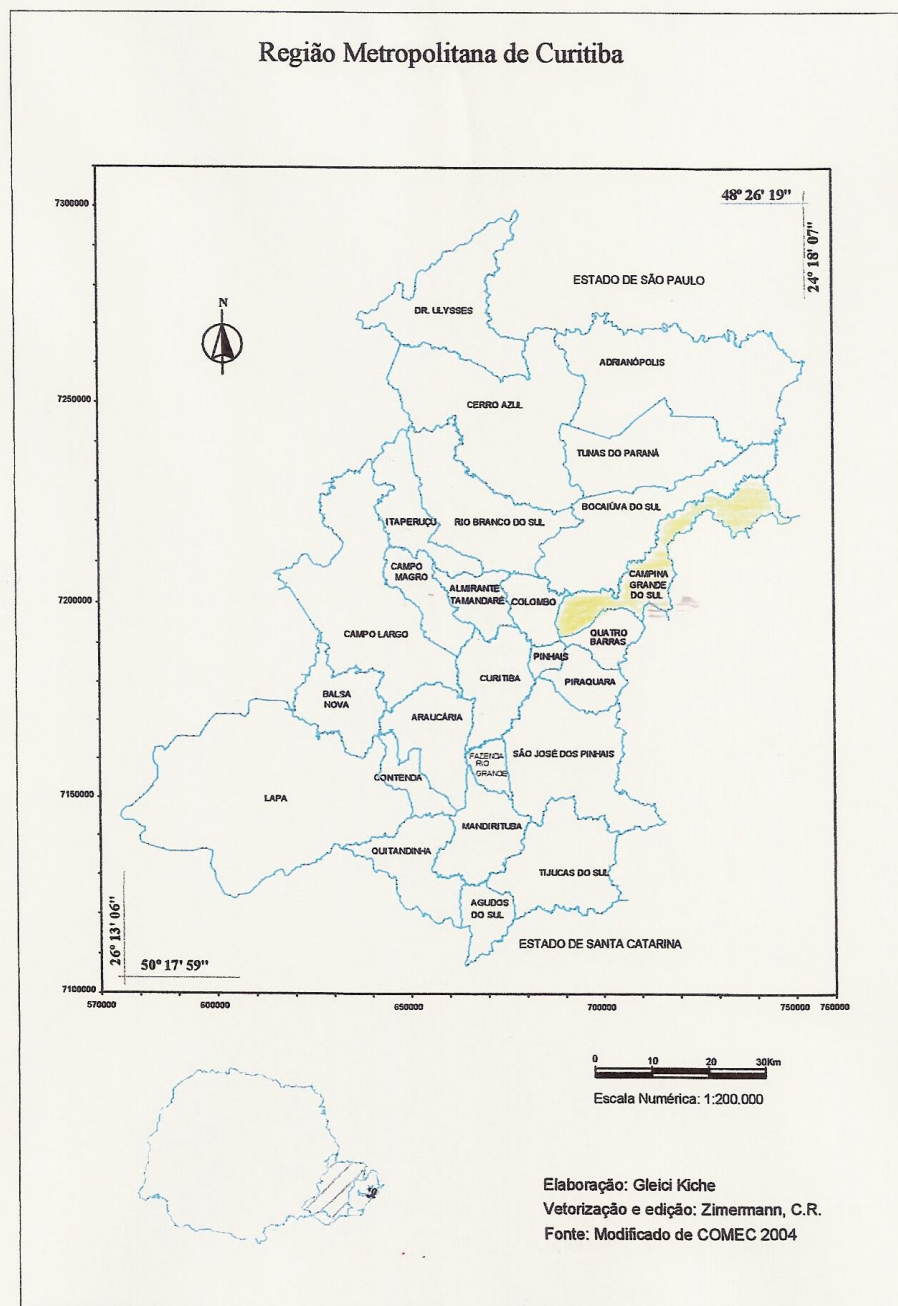 Região Metropolitana de Curitiba
7300000
48º 26' 19"
24º 18' 07"
ESTADO DE SÃO PAULO
N
DR. ULYSSES
ADRIANÓPOLIS
7250000
CERRO AZUL
TUNAS DO PARANÁ
BOCAIÚVA DO SUL
ITAPERUÇU
RIO BRANCO DO SUL
CAMPO
MAGRO
ALMIRANTE
TAMANDARÉ
COLOMBO
CAMPINA
GRANDE
DO SUL
7200000
CAMPO LARGO
QUATRO
BARRAS
PINHAIS
CURITIBA
PIRAQUARA
BALSA
NOVA
ARAUCÁRIA
FAZENDA
RIO
GRANDE
SÃO JOSÉ DOS PINHAIS
CONTENDA
LAPA
7150000
MANDIRITUBA
QUITANDINHA
TIJUCAS DO SUL
AGUDOS
DO SUL
26º 13' 06"
50º 17' 59"
ESTADO DE SANTA CATARINA
7100000
570000 600000 650000 700000 750000 760000
0 10 20 30Km
Escala Numérica: 1:200.000
Elaboração: Gleici Kiche
Vetorização e edição: Zimermann, C.R.
Fonte: Modificado de COMEC 2004